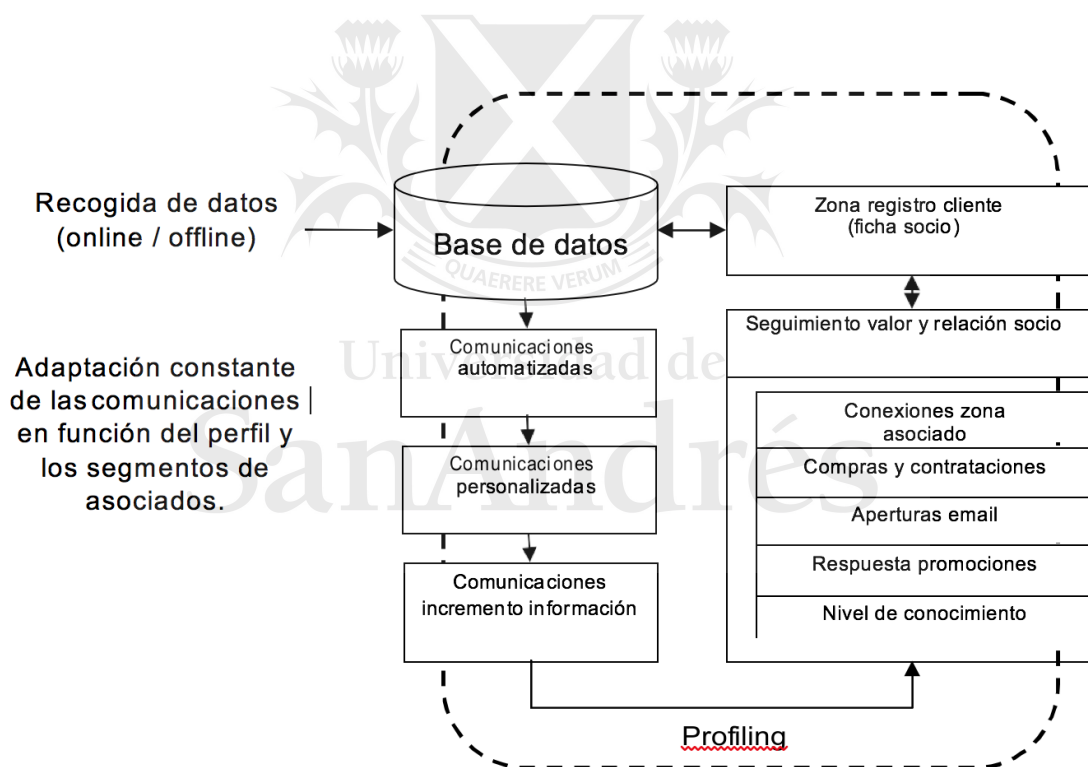 Recogida de datos
(online / offline)
Base de datos
QUAERERE VERUM
Zona registro cliente
(ficha socio)
Seguimiento valor y relación socio
Universidad de
SanAndrés
Adaptación constante
de las comunicaciones
en función del perfil y
los segmentos de
asociados.
Comunicaciones
automatizadas
Comunicaciones
personalizadas
Comunicaciones
incremento información
Conexiones zona
asociado
Compras y contrataciones
Aperturas email
Respuesta promociones
Nivel de conocimiento
Profiling